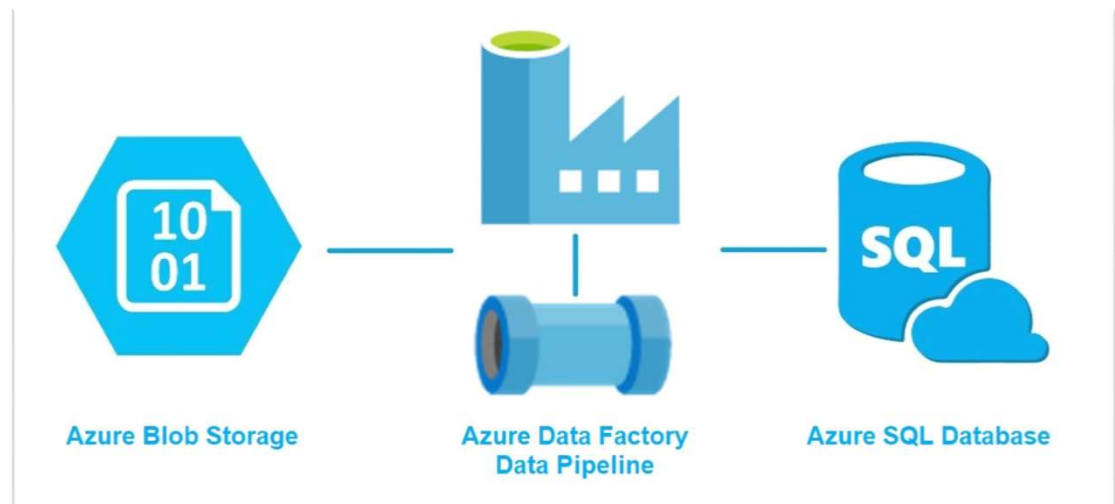 10
01
SQL
Azure Blob Storage
Azure Data Factory
Data Pipeline
Azure SQL Database